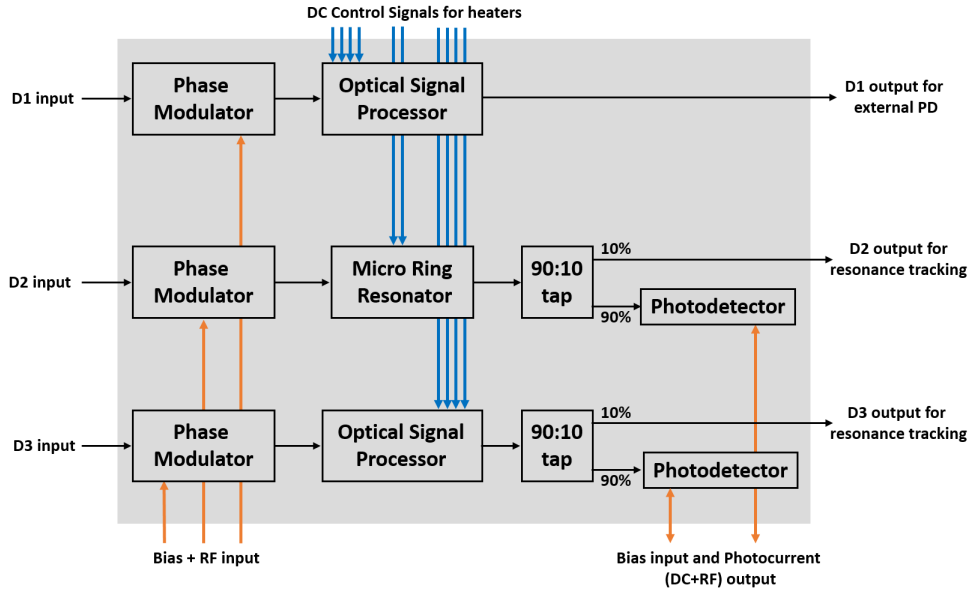 DC Control Signals for heaters
D1 input
Phase
Modulator
Optical Signal
Processor
D1 output for
external PD
D2 input
Phase
Modulator
Micro Ring
Resonator
90:10
tap
10%
90%
Photodetector
D2 output for
resonance tracking
D3 input
Phase
Modulator
Optical Signal
Processor
90:10
tap
10%
90%
Photodetector
D3 output for
resonance tracking
Bias + RF input
Bias input and Photocurrent
(DC+RF) output